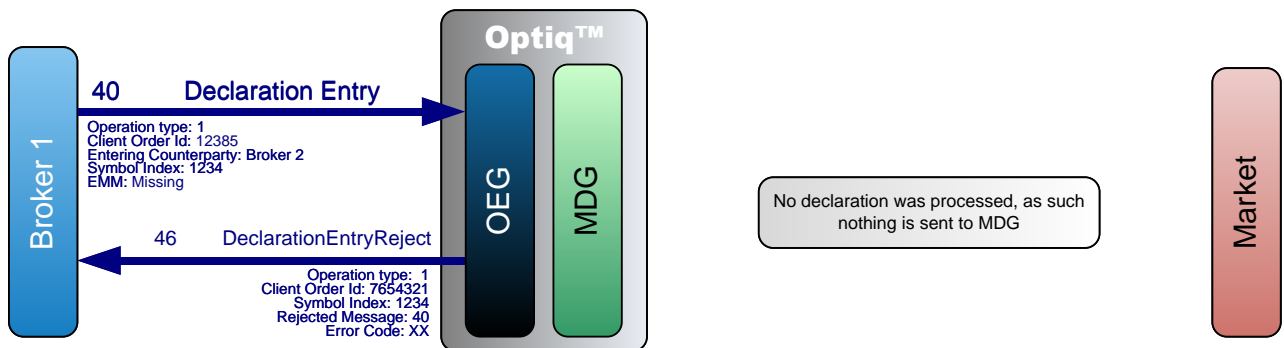 Optiq™
Broker 1
40 Declaration Entry
Operation type: 1
Client Order Id: 12385
Entering Counterparty: Broker 2
Symbol Index: 1234
EMM: Missing
46 DeclarationEntryReject
Operation type: 1
Client Order Id: 7654321
Symbol Index: 1234
Rejected Message: 40
Error Code: XX
OEG
MDG
No declaration was processed, as such
nothing is sent to MDG
Market